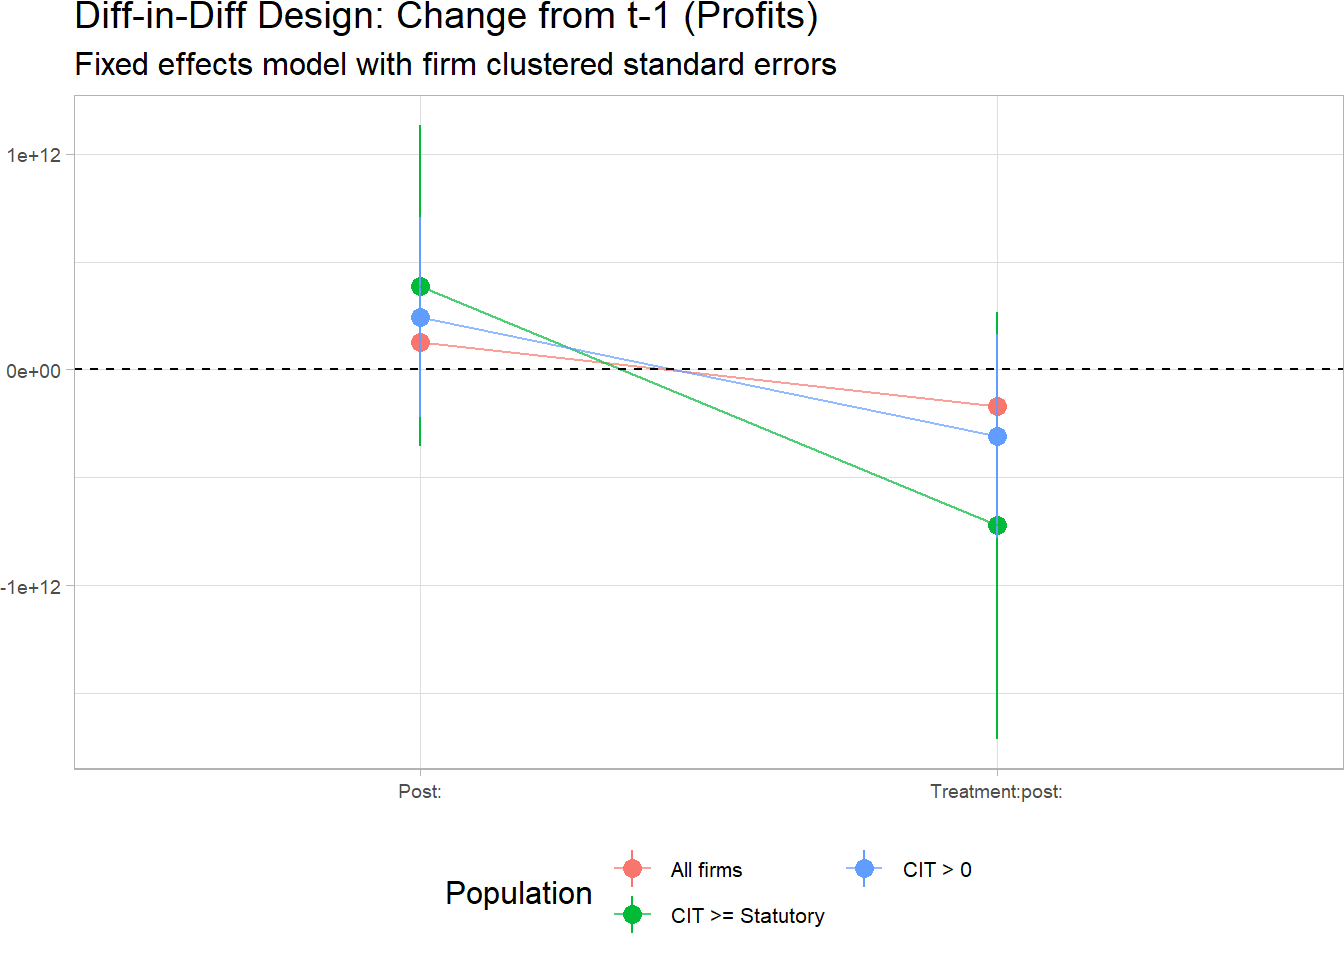 Diff-in-Diff Design: Change from t-1 (Profits)
Fixed effects model with firm clustered standard errors
1e+12
0e+00
-1e+12
Post:
Treatment:post:
Population
All firms
CIT > 0
CIT >= Statutory